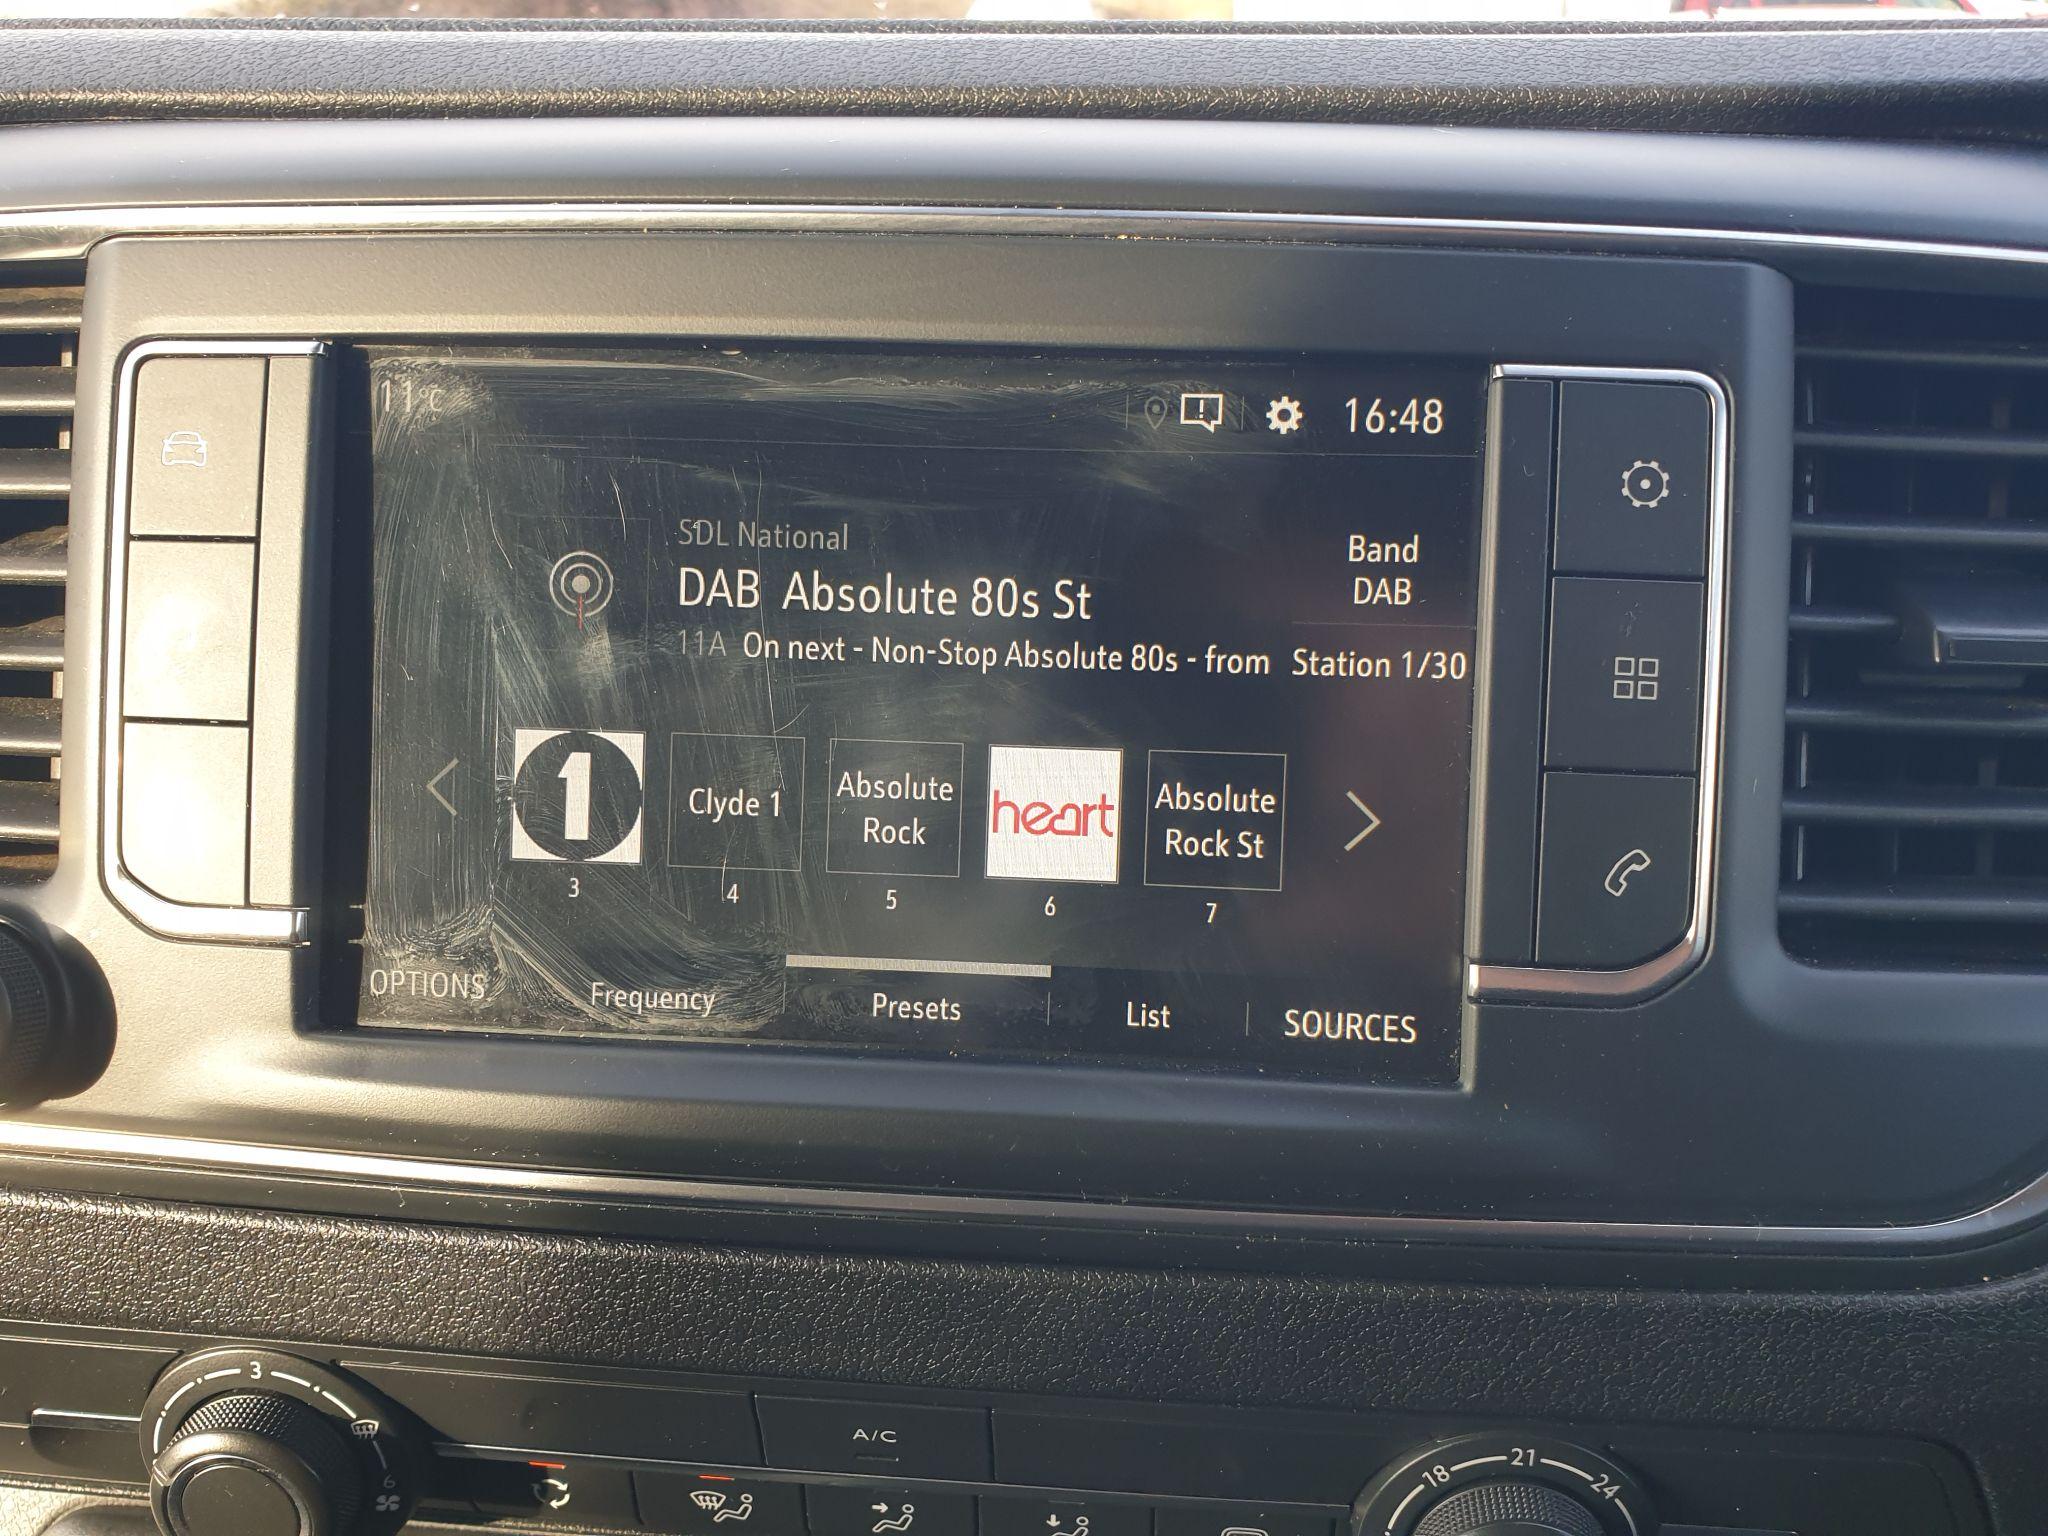 11°C
16:48
SDL National
DAB Absolute 80s St
11A On next - Non-Stop Absolute 80s - from
Band
DAB
Station 1/30
1
Clyde 1
Absolute
Rock
heart
Absolute
Rock St
3
4
5
6
7
OPTIONS
Frequency
Presets
List
SOURCES
3
6
A/C
18
21
24